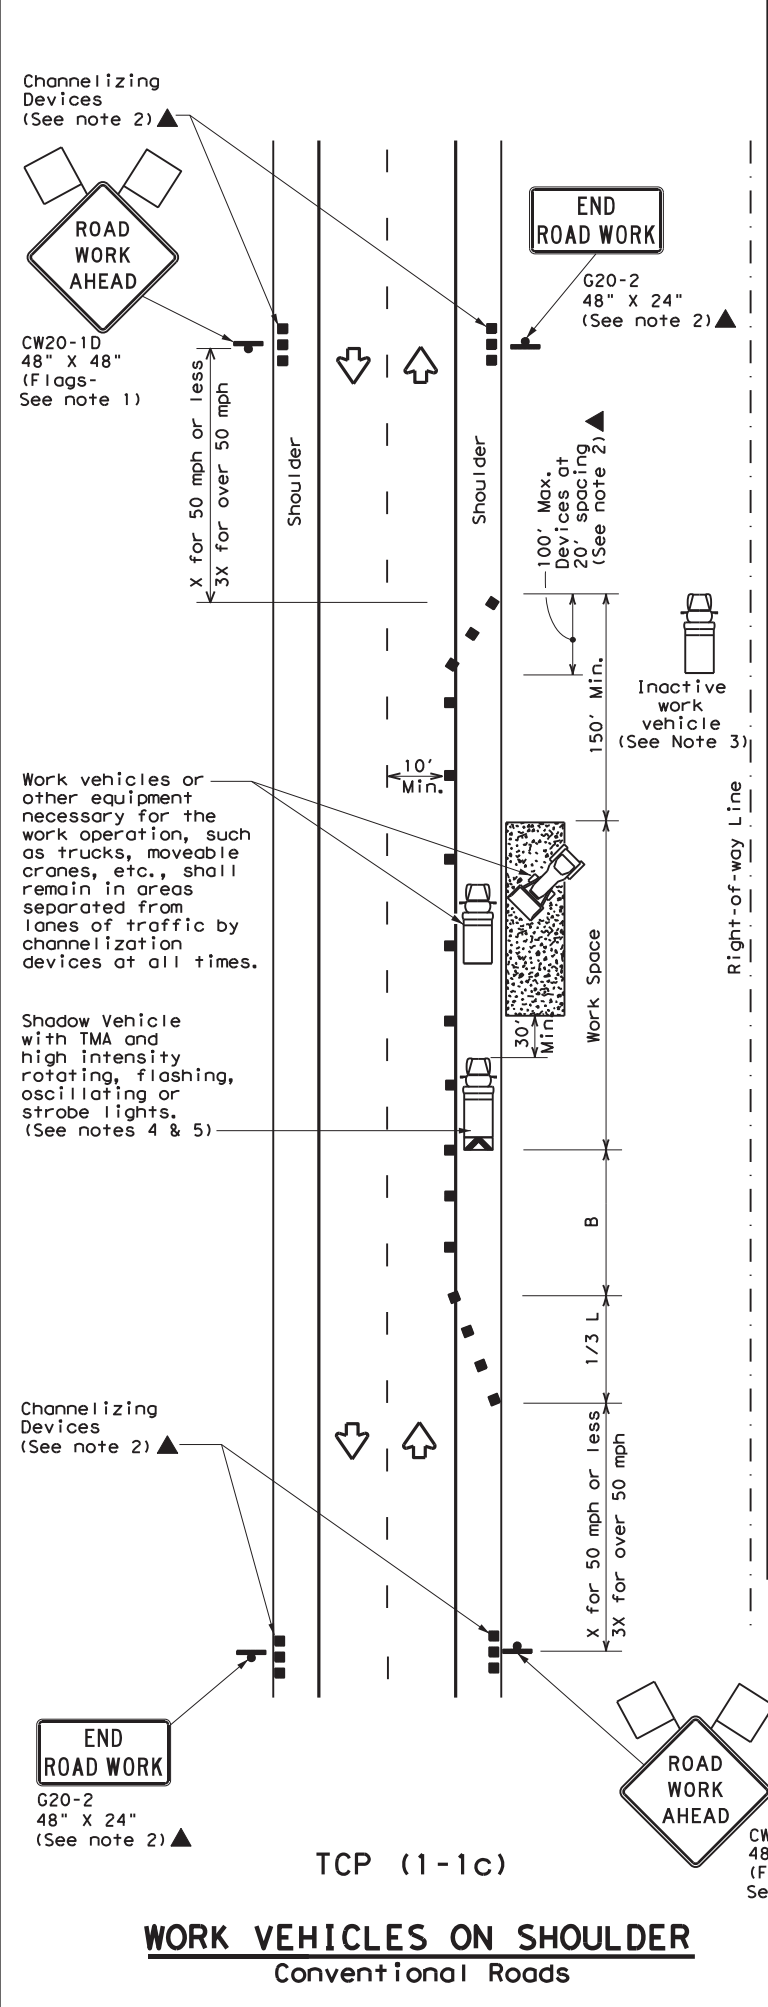 Channelizing
Devices
(See note 2)
ROAD
WORK
AHEAD
CW20-1D
48" X 48"
(Flags-
See note 1)
END
ROAD WORK
G20-2
48" X 24"
(See note 2)
X for 50 mph or less
3X for over 50 mph
Shoulder
Shoulder
100' Max.
Devices at
20' spacing
(See note 2)
150' Min.
Inactive
work
vehicle
(See Note 3)
Right-of-way Line
10'
Min.
Work vehicles or
other equipment
necessary for the
work operation, such
as trucks, moveable
cranes, etc., shall
remain in areas
separated from
lanes of traffic by
channelization
devices at all times.
Work Space
30'
Min.
Shadow Vehicle
with TMA and
high intensity
rotating, flashing,
oscillating or
strobe lights.
(See notes 4 & 5)
B
1/3 L
Channelizing
Devices
(See note 2)
X for 50 mph or less
3X for over 50 mph
END
ROAD WORK
G20-2
48" X 24"
(See note 2)
ROAD
WORK
AHEAD
CW
48
(F
Se
TCP (1-1c)
WORK VEHICLES ON SHOULDER
Conventional Roads